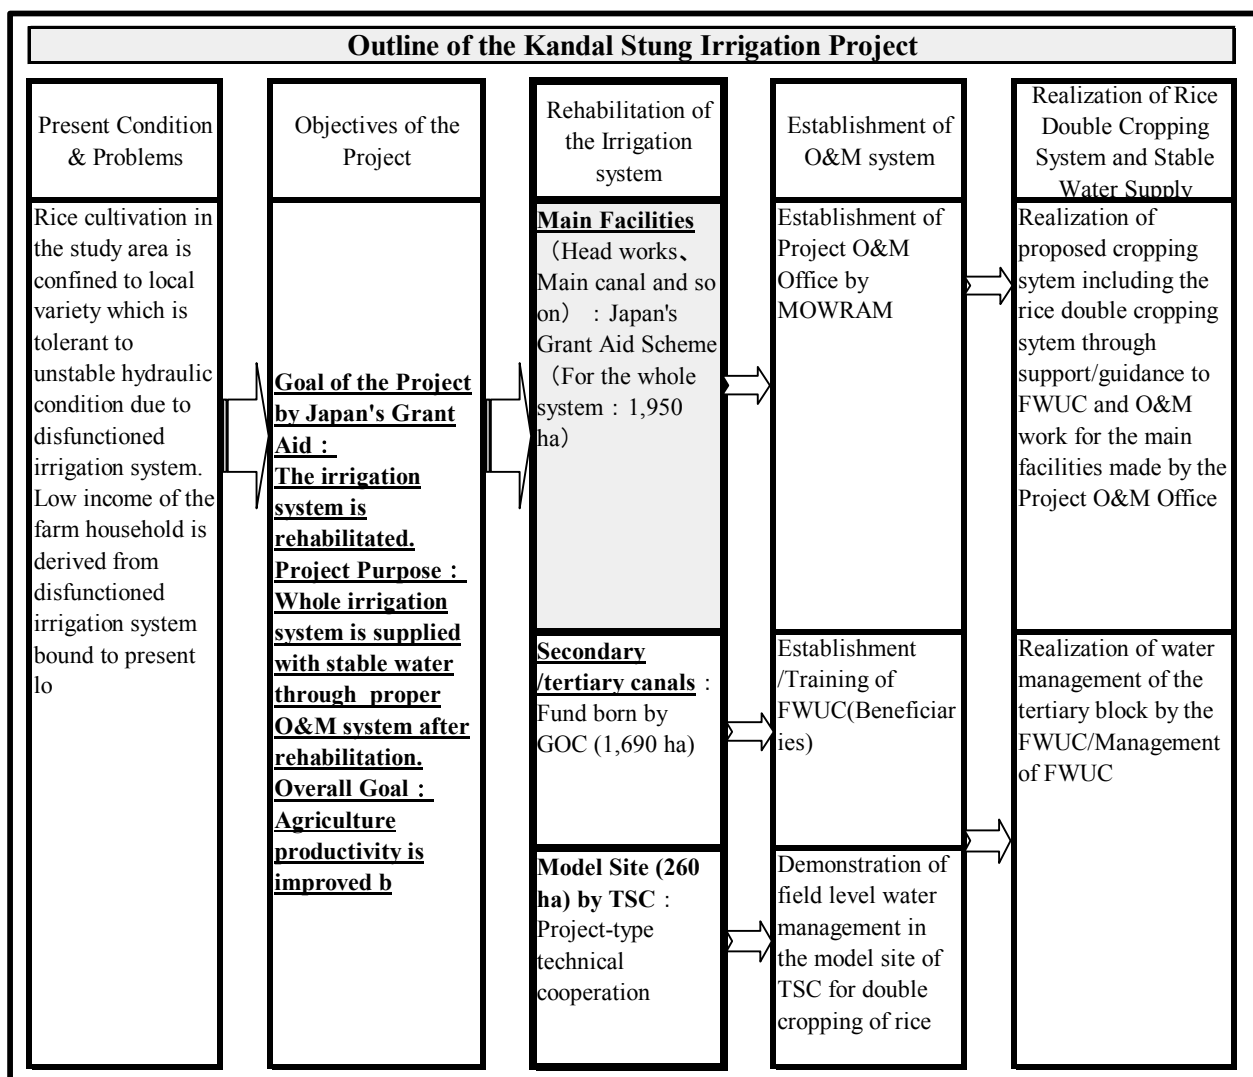 Outline of the Kandal Stung Irrigation Project
Present Condition
& Problems
Rice cultivation in
the study area is
confined to local
variety which is
tolerant to
unstable hydraulic
condition due to
disfunctioned
irrigation system.
Low income of the
farm household is
derived from
disfunctioned
irrigation system
bound to present
lo
Objectives of the
Project
Goal of the Project
by Japan's Grant
Aid：
The irrigation
system is
rehabilitated.
Project Purpose：
Whole irrigation
system is supplied
with stable water
through proper
O&M system after
rehabilitation.
Overall Goal：
Agriculture
productivity is
improved b
Rehabilitation of
the Irrigation
system
Main Facilities
（Head works、
Main canal and so
on）：Japan's
Grant Aid Scheme
（For the whole
system：1,950
ha）
Secondary
/tertiary canals：
Fund born by
GOC (1,690 ha)
Model Site (260
ha) by TSC：
Project-type
technical
cooperation
Establishment of
O&M system
Establishment of
Project O&M
Office by
MOWRAM
Establishment
/Training of
FWUC(Beneficiar
ies)
Demonstration of
field level water
management in
the model site of
TSC for double
cropping of rice
Realization of Rice
Double Cropping
System and Stable
Water Supply
Realization of
proposed cropping
sytem including the
rice double cropping
sytem through
support/guidance to
FWUC and O&M
work for the main
facilities made by the
Project O&M Office
Realization of water
management of the
tertiary block by the
FWUC/Management
of FWUC